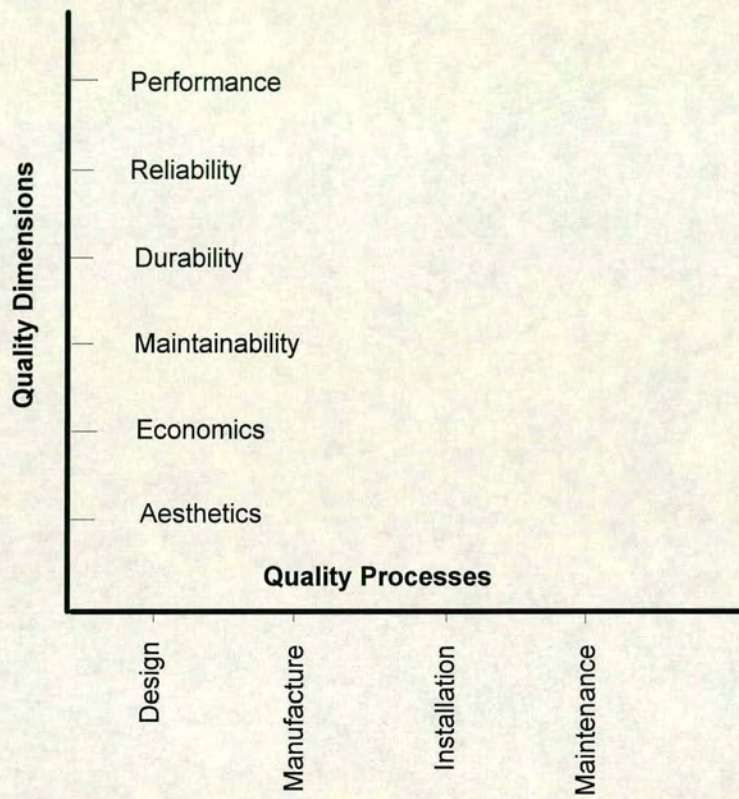 Quality Dimensions
Performance
Reliability
Durability
Maintainability
Economics
Aesthetics
Quality Processes
Design
Manufacture
Installation
Maintenance